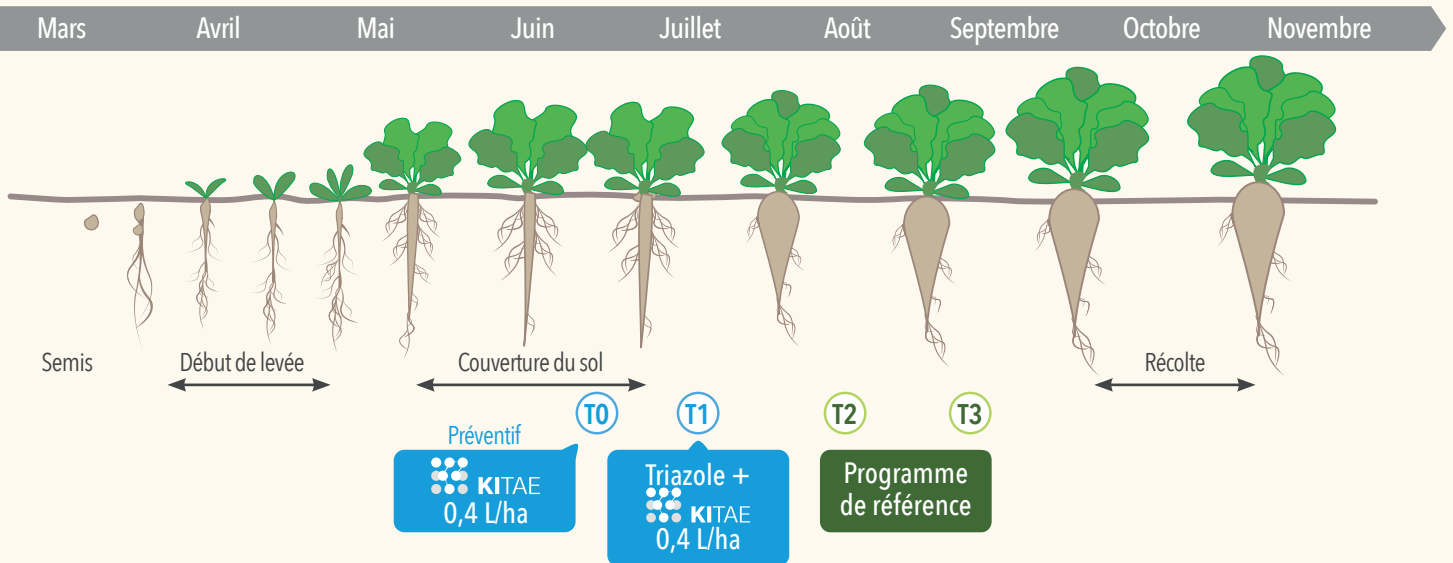 Mars Avril Mai Juin Juillet Août Septembre Octobre Novembre
Semis Début de levée Couverture du sol Récolte
T0 T1 T2 T3
Préventif
KITAE
0,4 L/ha
Triazole +
KITAE
0,4 L/ha
Programme
de référence